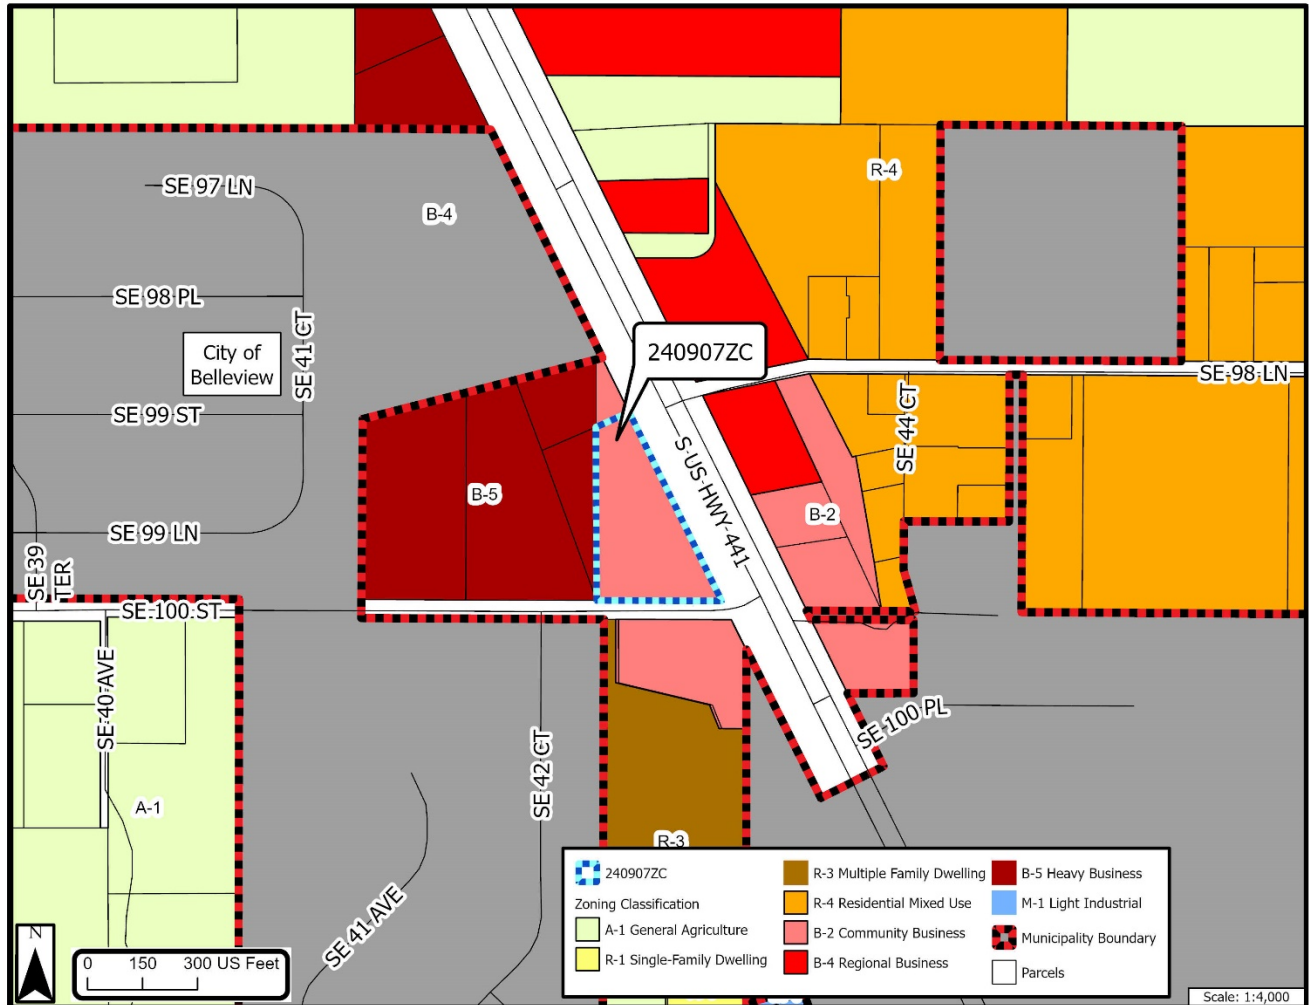 R-4
SE 97 LN
B-4
SE 98 PL
City of
Belleview
SE 41 CT
240907ZC
SE 98 LN
SE 99 ST
SE 44 CT
S US HWY 441
B-5
B-2
SE 99 LN
SE 39
TER
SE 100 ST
SE 40 AVE
SE 42 CT
SE 100 PL
A-1
R-3
SE 41 AVE
240907ZC
Zoning Classification
A-1 General Agriculture
R-1 Single-Family Dwelling
R-3 Multiple Family Dwelling
R-4 Residential Mixed Use
B-2 Community Business
B-4 Regional Business
B-5 Heavy Business
M-1 Light Industrial
Municipality Boundary
Parcels
N
0 150 300 US Feet
Scale: 1:4,000